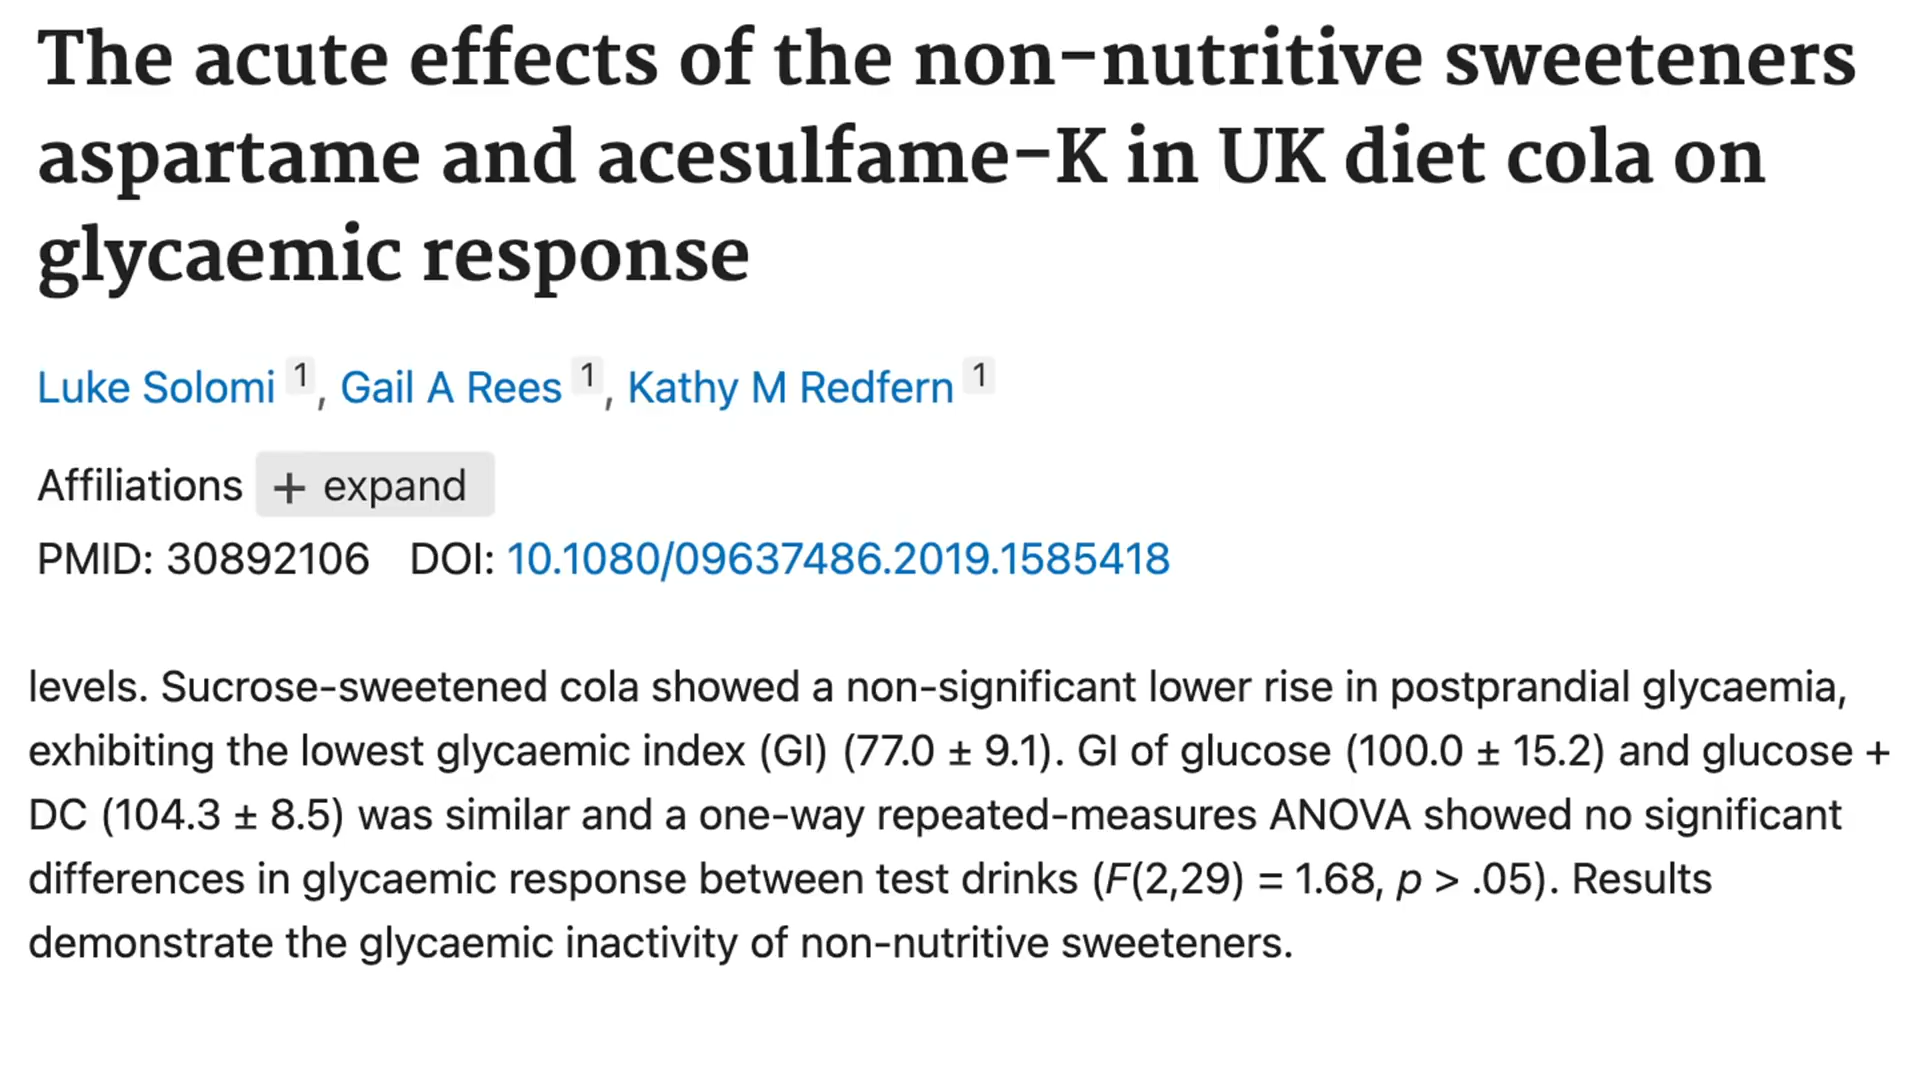 The acute effects of the non-nutritive sweeteners
aspartame and acesulfame-K in UK diet cola on
glycaemic response
Luke Solomi 1, Gail A Rees 1, Kathy M Redfern 1
Affiliations + expand
PMID: 30892106 DOI: 10.1080/09637486.2019.1585418
levels. Sucrose-sweetened cola showed a non-significant lower rise in postprandial glycaemia,
exhibiting the lowest glycaemic index (GI) (77.0 ± 9.1). GI of glucose (100.0 ± 15.2) and glucose +
DC (104.3 ± 8.5) was similar and a one-way repeated-measures ANOVA showed no significant
differences in glycaemic response between test drinks (F(2,29) = 1.68, p > .05). Results
demonstrate the glycaemic inactivity of non-nutritive sweeteners.